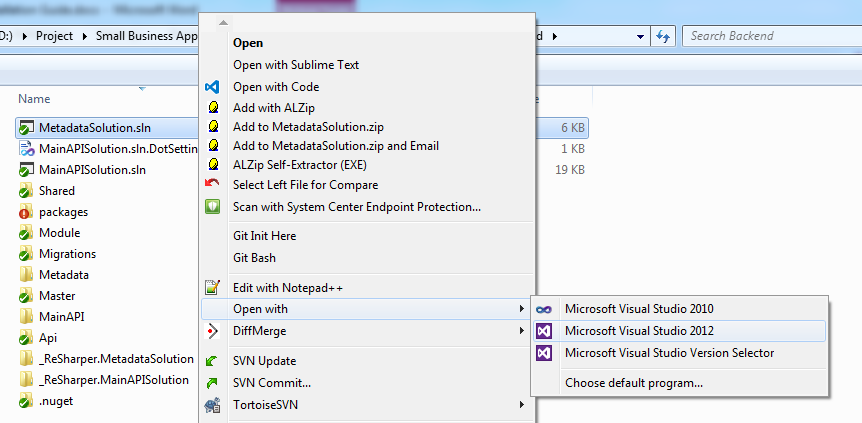 allation Guide.docx - Microsoft Word
D:) Project Small Business App d Search Backend
Name e
MetadataSolution.sln 6 KB
MainAPISolution.sln.DotSettin 1 KB
MainAPISolution.sln 19 KB
Shared
packages
Module
Migrations
Metadata
Master
MainAPI
Api
_ReSharper.MetadataSolution
_ReSharper.MainAPISolution
.nuget
Open
Open with Sublime Text
Open with Code
Add with ALZip
Add to MetadataSolution.zip
Add to MetadataSolution.zip and Email
ALZip Self-Extractor (EXE)
Select Left File for Compare
Scan with System Center Endpoint Protection...
Git Init Here
Git Bash
Edit with Notepad++
Open with
DiffMerge
SVN Update
SVN Commit...
TortoiseSVN
Microsoft Visual Studio 2010
Microsoft Visual Studio 2012
Microsoft Visual Studio Version Selector
Choose default program...